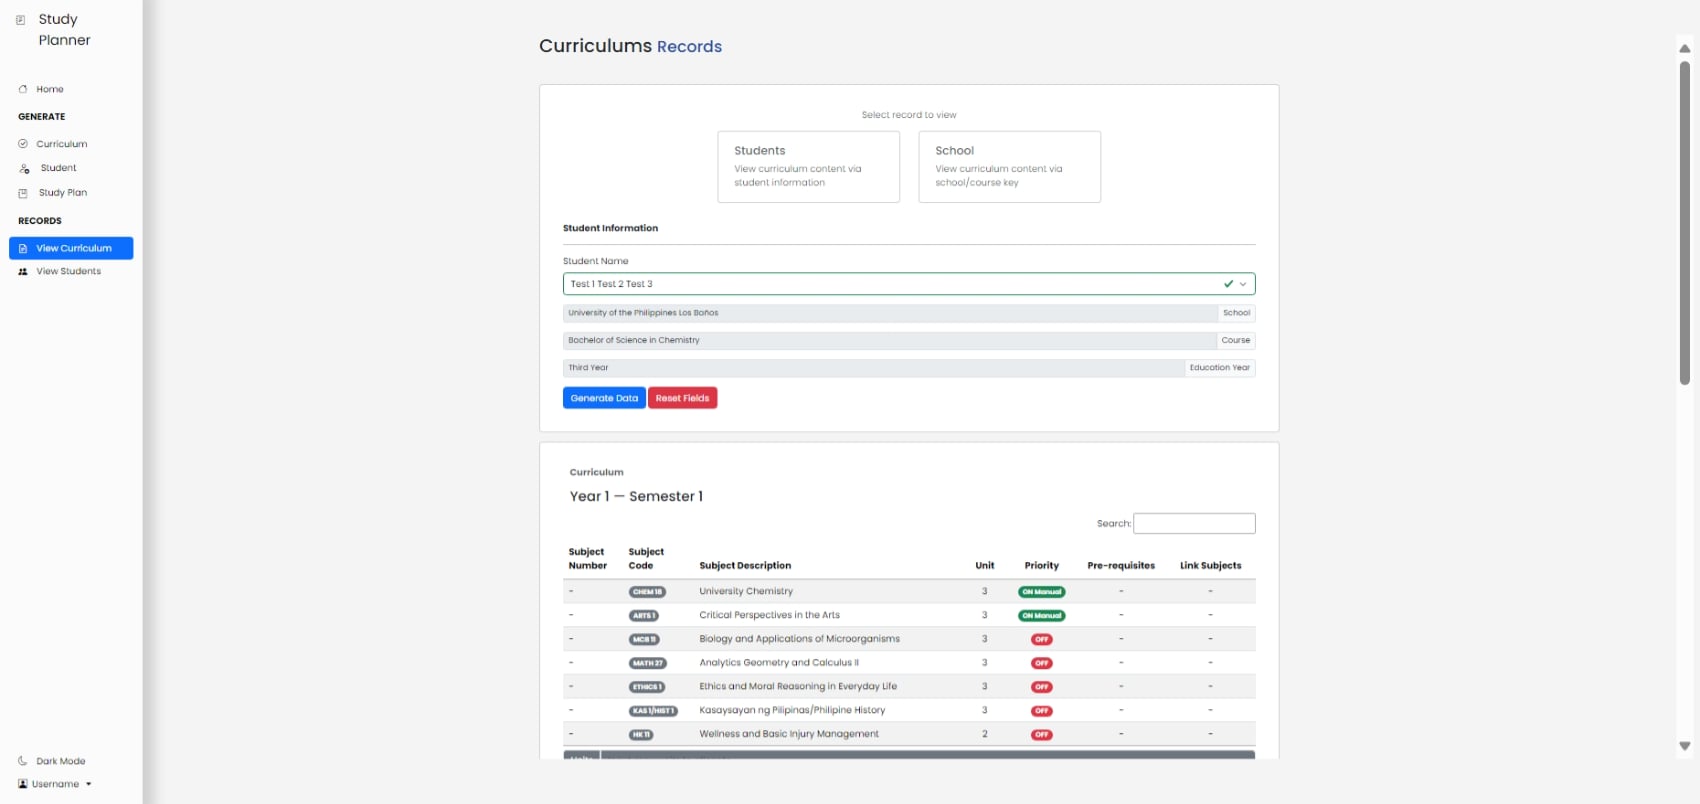 Study
Planner
Home
GENERATE
Curriculum
Student
Study Plan
RECORDS
View Curriculum
View Students
Dark Mode
Username
Curriculums Records
Select record to view
Students
View curriculum content via
student information
School
View curriculum content via
school/course key
Student Information
Student Name
Test 1 Test 2 Test 3
University of the Philippines Los Baños School
Bachelor of Science in Chemistry Course
Third Year Education Year
Generate Data Reset Fields
Curriculum
Year 1 — Semester 1
Search:
Subject Number Subject Code Subject Description Unit Priority Pre-requisites Link Subjects
- CHEM 18 University Chemistry 3 ON Manual - -
- ARTS 1 Critical Perspectives in the Arts 3 ON Manual - -
- MCB 11 Biology and Applications of Microorganisms 3 OFF - -
- MATH 27 Analytics Geometry and Calculus II 3 OFF - -
- ETHICS 1 Ethics and Moral Reasoning in Everyday Life 3 OFF - -
- KAS 1/HIST 1 Kasaysayan ng Pilipinas/Philipine History 3 OFF - -
- HK 11 Wellness and Basic Injury Management 2 OFF - -